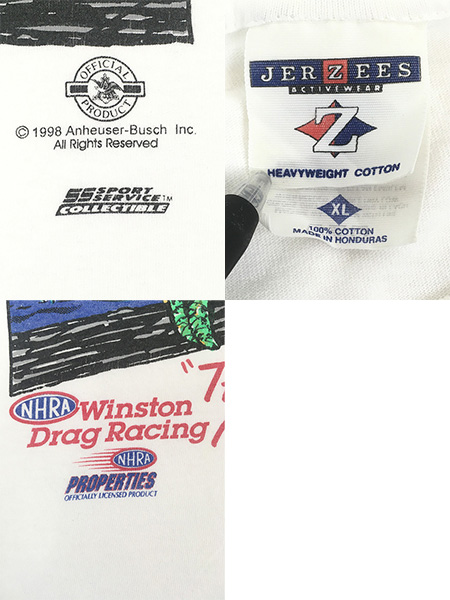 OFFICIAL
PRODUCT
© 1998 Anheuser-Busch Inc.
All Rights Reserved
SPORT
SERVICE™
COLLECTIBLE
JERZEES
ACTIVEWEAR
Z
HEAVYWEIGHT COTTON
XL
100% COTTON
MADE IN HONDURAS
NHRA Winston
Drag Racing
NHRA
PROPERTIES
OFFICIALLY LICENSED PRODUCT